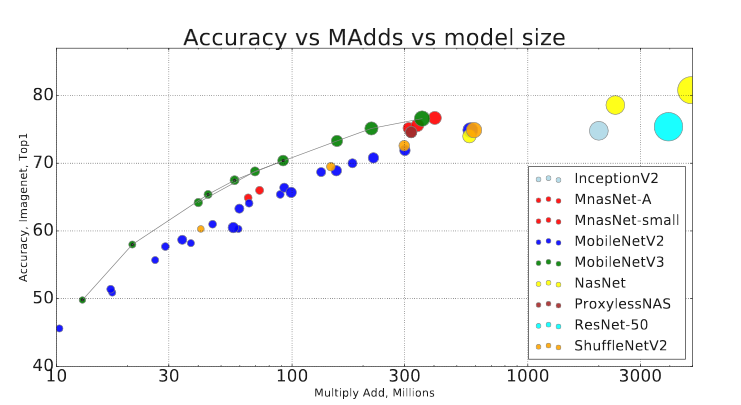 Accuracy vs MAdds vs model size
Accuracy, Imagenet, Top1
80
70
60
50
40
10 30 100 300 1000 3000
Multiply Add, Millions
InceptionV2
MnasNet-A
MnasNet-small
MobileNetV2
MobileNetV3
NasNet
ProxylessNAS
ResNet-50
ShuffleNetV2